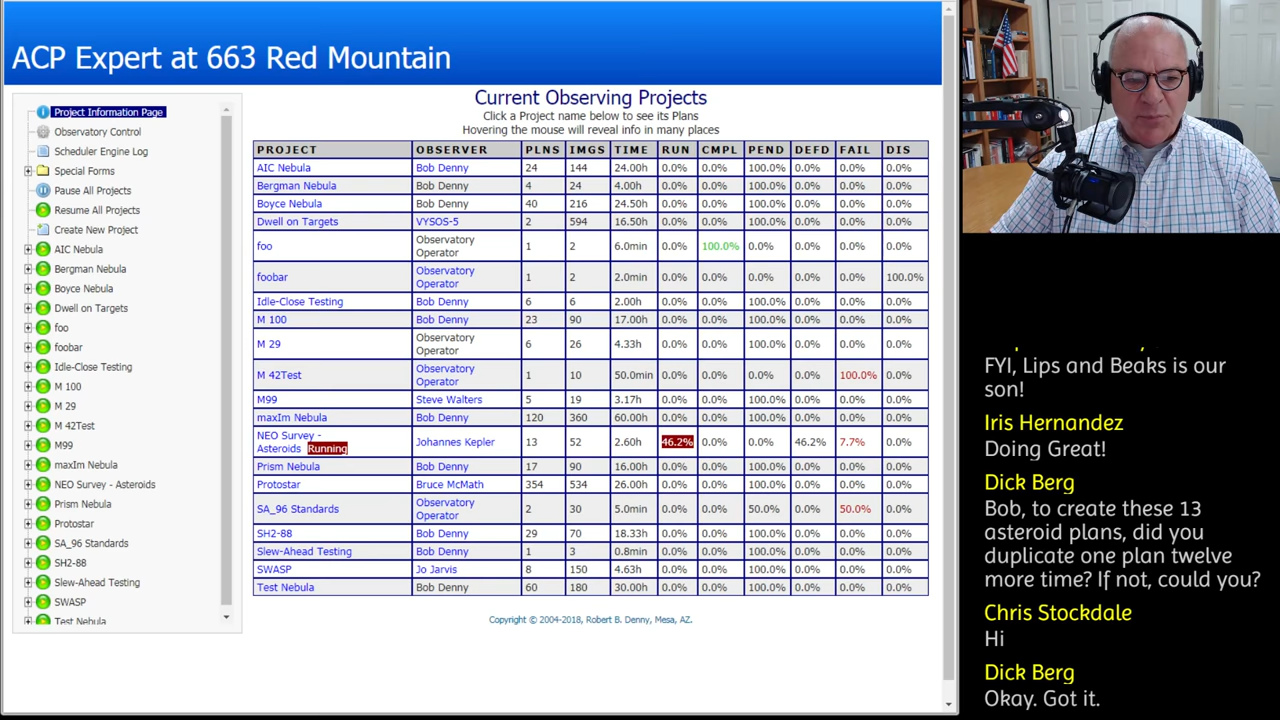 ACP Expert at 663 Red Mountain
Project Information Page
Observatory Control
Scheduler Engine Log
Special Forms
Pause All Projects
Resume All Projects
Create New Project
AIC Nebula
Bergman Nebula
Boyce Nebula
Dwell on Targets
foo
foobar
Idle-Close Testing
M 100
M 29
M 42Test
M99
maxIm Nebula
NEO Survey - Asteroids
Prism Nebula
Protostar
SA_96 Standards
SH2-88
Slew-Ahead Testing
SWASP
Test Nebula
Current Observing Projects
Click a Project name below to see its Plans
Hovering the mouse will reveal info in many places
PROJECT OBSERVER PLNS IMGS TIME RUN CMPL PEND DEFD FAIL DIS
AIC Nebula Bob Denny 24 144 24.00h 0.0% 0.0% 100.0% 0.0% 0.0% 0.0%
Bergman Nebula Bob Denny 4 24 4.00h 0.0% 0.0% 100.0% 0.0% 0.0% 0.0%
Boyce Nebula Bob Denny 40 216 24.50h 0.0% 0.0% 100.0% 0.0% 0.0% 0.0%
Dwell on Targets VYSOS-5 2 594 16.50h 0.0% 0.0% 100.0% 0.0% 0.0% 0.0%
foo Observatory Operator 1 2 6.0min 0.0% 100.0% 0.0% 0.0% 0.0% 0.0%
foobar Observatory Operator 1 2 2.0min 0.0% 0.0% 0.0% 0.0% 0.0% 100.0%
Idle-Close Testing Bob Denny 6 6 2.00h 0.0% 0.0% 100.0% 0.0% 0.0% 0.0%
M 100 Bob Denny 23 90 17.00h 0.0% 0.0% 100.0% 0.0% 0.0% 0.0%
M 29 Observatory Operator 6 26 4.33h 0.0% 0.0% 100.0% 0.0% 0.0% 0.0%
M 42Test Observatory Operator 1 10 50.0min 0.0% 0.0% 0.0% 0.0% 100.0% 0.0%
M99 Steve Walters 5 19 3.17h 0.0% 0.0% 100.0% 0.0% 0.0% 0.0%
maxIm Nebula Bob Denny 120 360 60.00h 0.0% 0.0% 100.0% 0.0% 0.0% 0.0%
NEO Survey - Asteroids Running Johannes Kepler 13 52 2.60h 46.2% 0.0% 0.0% 46.2% 7.7% 0.0%
Prism Nebula Bob Denny 17 90 16.00h 0.0% 0.0% 100.0% 0.0% 0.0% 0.0%
Protostar Bruce McMath 354 534 26.00h 0.0% 0.0% 100.0% 0.0% 0.0% 0.0%
SA_96 Standards Observatory Operator 2 30 5.0min 0.0% 0.0% 50.0% 0.0% 50.0% 0.0%
SH2-88 Bob Denny 29 70 18.33h 0.0% 0.0% 100.0% 0.0% 0.0% 0.0%
Slew-Ahead Testing Bob Denny 1 3 0.8min 0.0% 0.0% 100.0% 0.0% 0.0% 0.0%
SWASP Jo Jarvis 8 150 4.63h 0.0% 0.0% 100.0% 0.0% 0.0% 0.0%
Test Nebula Bob Denny 60 180 30.00h 0.0% 0.0% 100.0% 0.0% 0.0% 0.0%
Copyright © 2004-2018, Robert B. Denny, Mesa, AZ.
FYI, Lips and Beaks is our
son!
Iris Hernandez
Doing Great!
Dick Berg
Bob, to create these 13
asteroid plans, did you
duplicate one plan twelve
more time? If not, could you?
Chris Stockdale
Hi
Dick Berg
Okay. Got it.